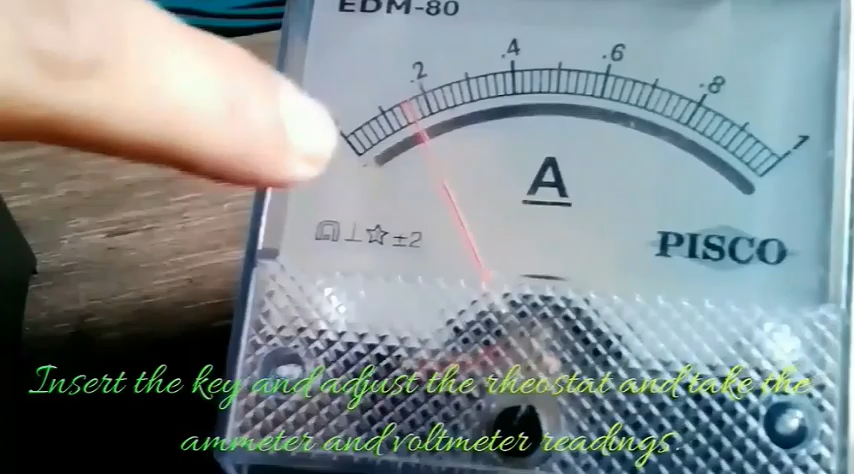 EDM-80
.2 .4 .6 .8 1
A
±2
PISCO
Insert the key and adjust the rheostat and take the
ammeter and voltmeter readings.